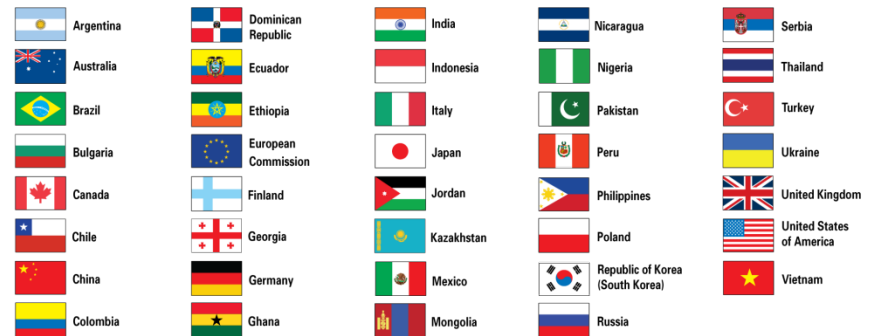 Argentina
Australia
Brazil
Bulgaria
Canada
Chile
China
Colombia
Dominican
Republic
Ecuador
Ethiopia
European
Commission
Finland
Georgia
Germany
Ghana
India
Indonesia
Italy
Japan
Jordan
Kazakhstan
Mexico
Mongolia
Nicaragua
Nigeria
Pakistan
Peru
Philippines
Poland
Republic of Korea
(South Korea)
Russia
Serbia
Thailand
Turkey
Ukraine
United Kingdom
United States
of America
Vietnam